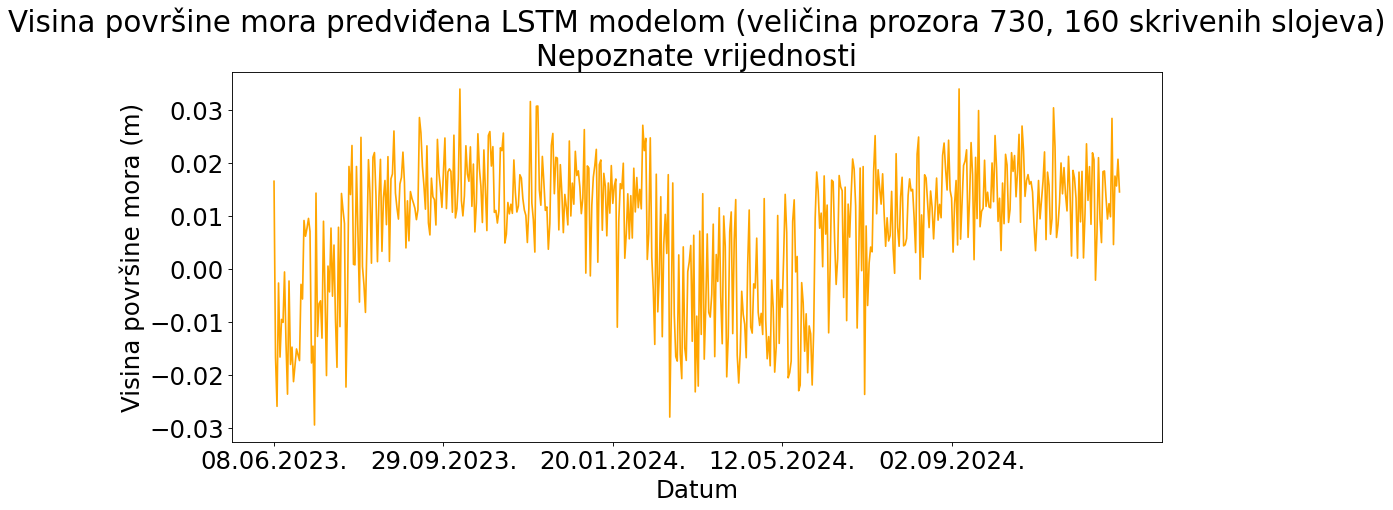 Visina površine mora predviđena LSTM modelom (veličina prozora 730, 160 skrivenih slojeva)
Nepoznate vrijednosti
Visina površine mora (m)
0.03
0.02
0.01
0.00
−0.01
−0.02
−0.03
08.06.2023. 29.09.2023. 20.01.2024. 12.05.2024. 02.09.2024.
Datum